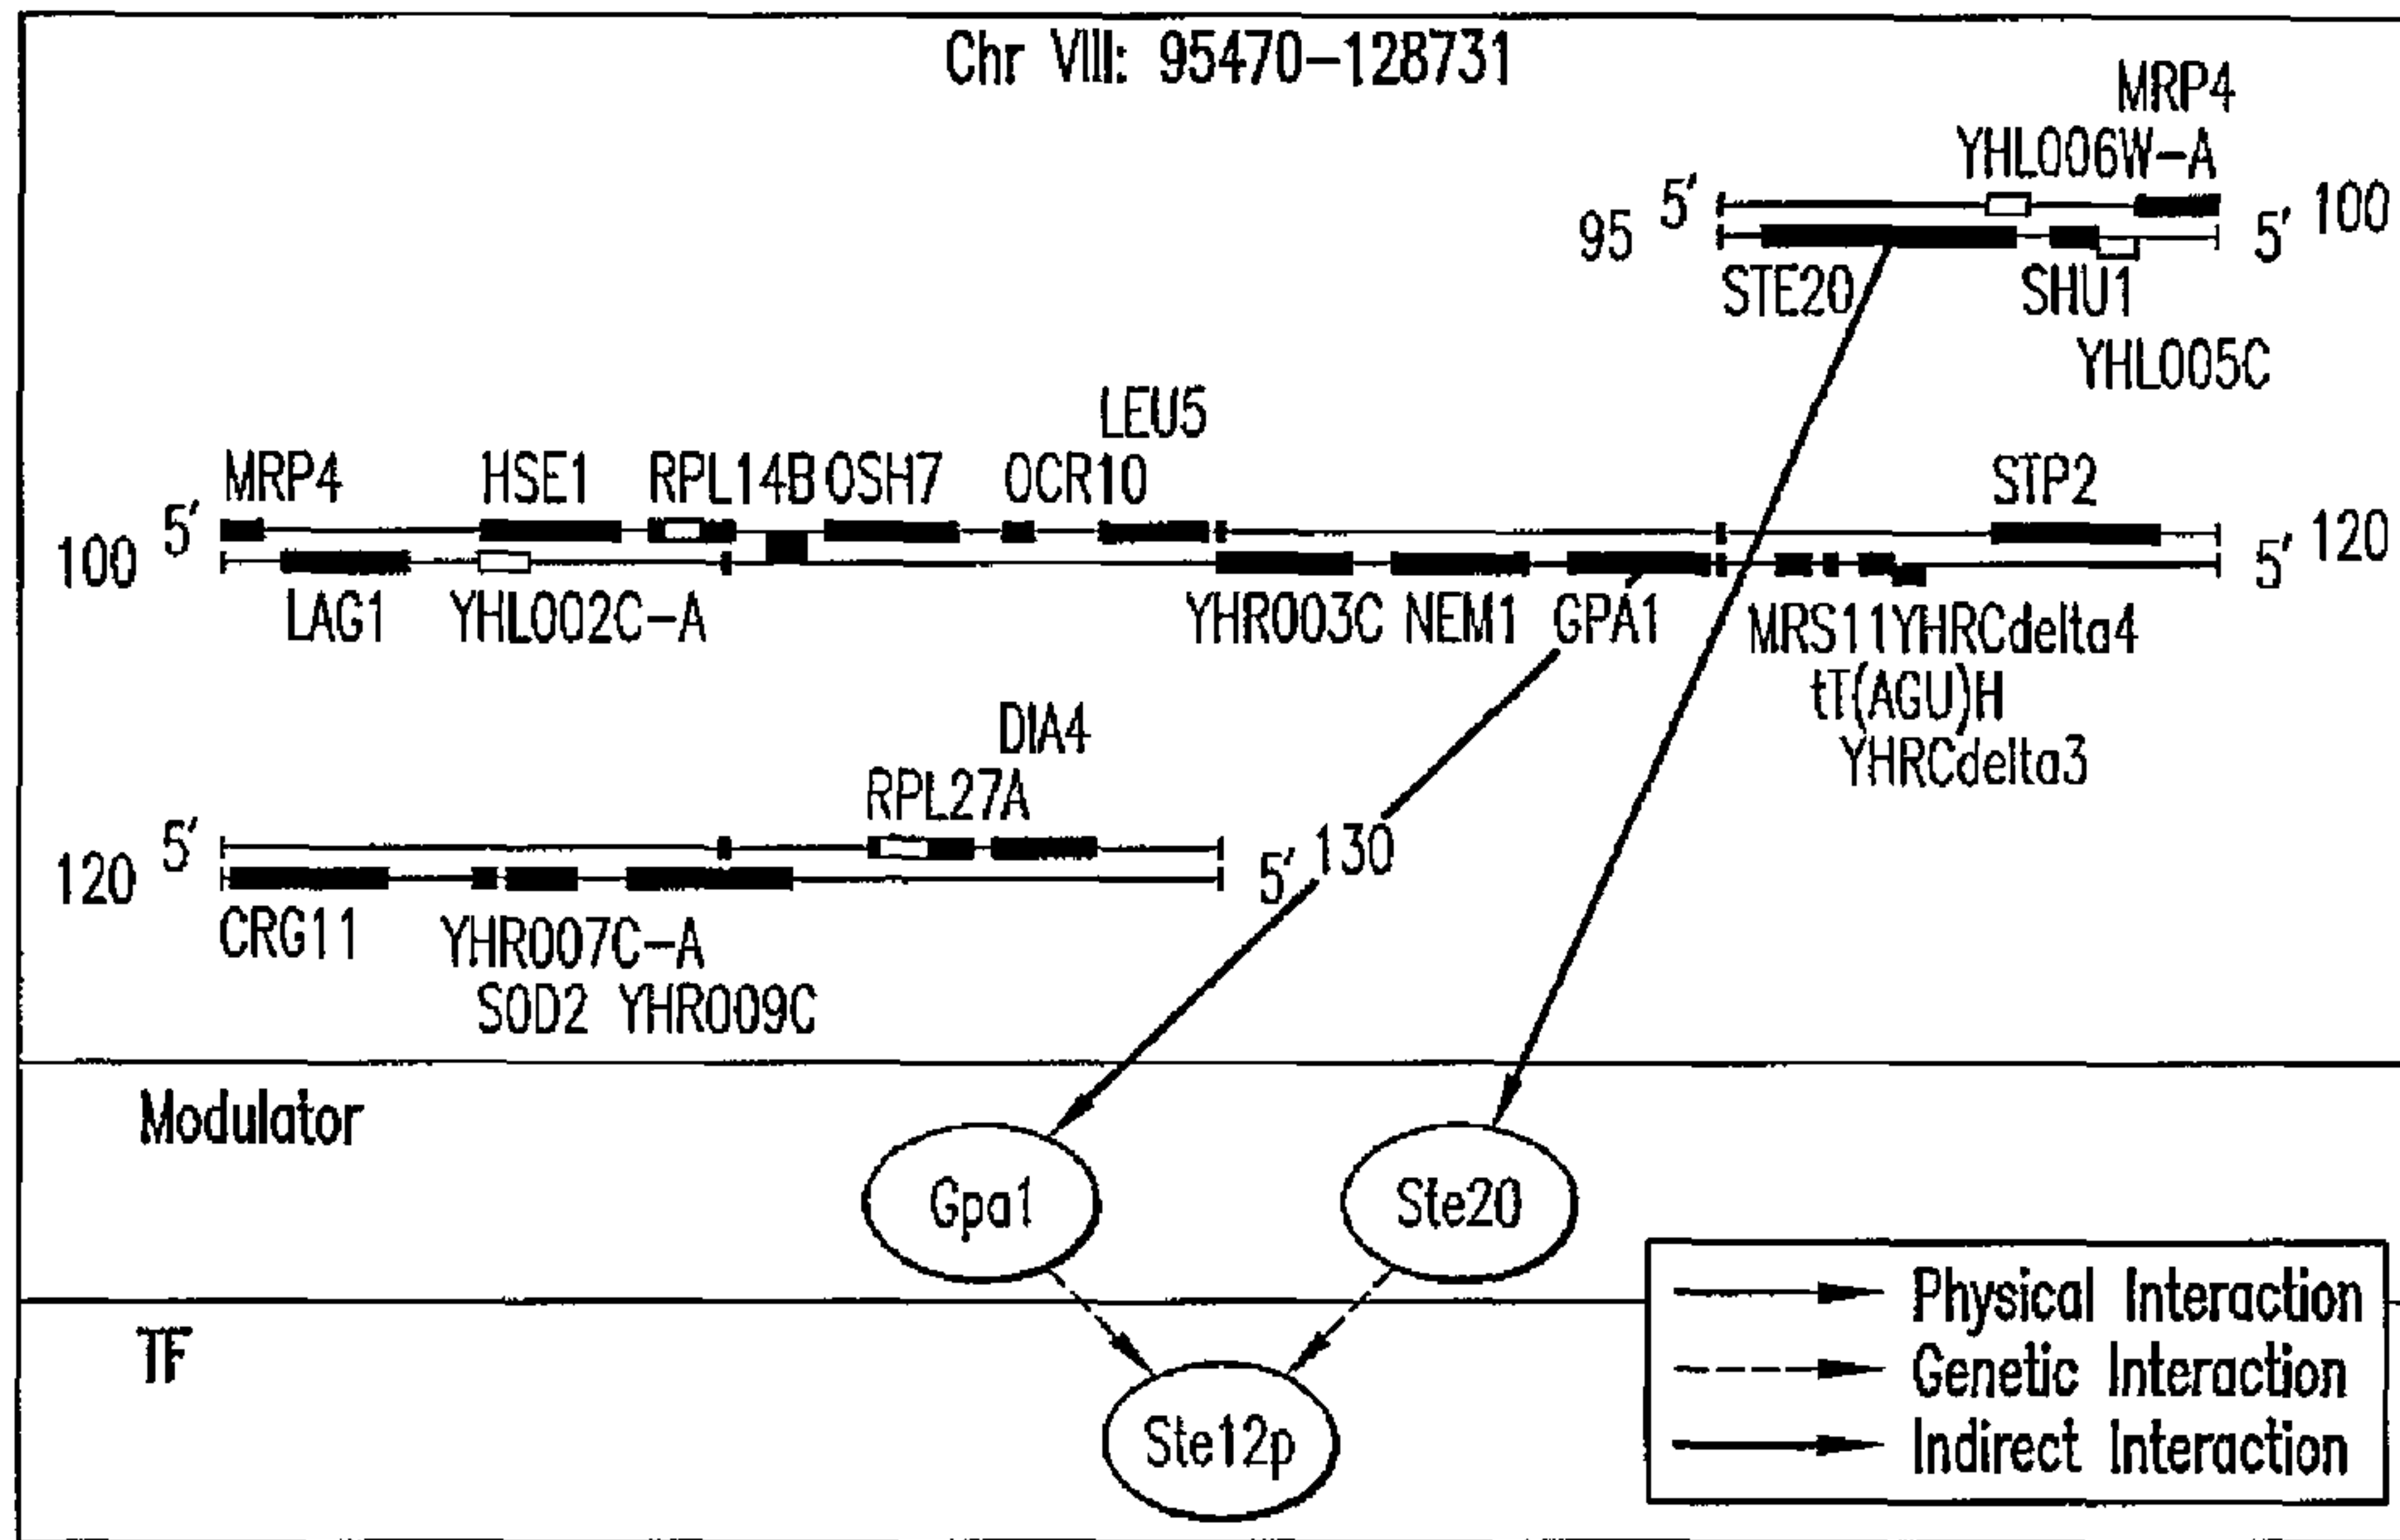 Chr VIII: 95470–128731
MRP4
YHL006W–A
95 5′ 5′ 100
STE20 SHU1
YHL005C
LEU5
MRP4 HSE1 RPL14B OSH7 OCR10 STP2
100 5′ 5′ 120
LAG1 YHL002C–A YHR003C NEM1 GPA1 MRS11 YHRCdelta4
tT(AGU)H
YHRCdelta3
DIA4
RPL27A
120 5′ 5′ 130
CRG11 YHR007C–A
SOD2 YHR009C
Modulator
Gpa1 Ste20
TF
Ste12p
Physical Interaction
Genetic Interaction
Indirect Interaction